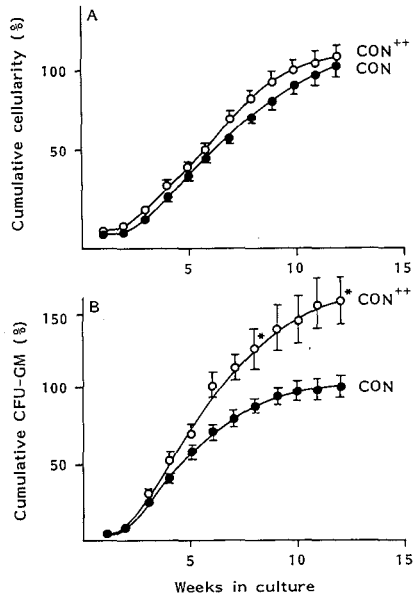 A
Cumulative cellularity (%)
100
50
CON++
CON
5
10
15
B
Cumulative CFU-GM (%)
150
100
50
*
*
CON++
CON
5
10
15
Weeks in culture